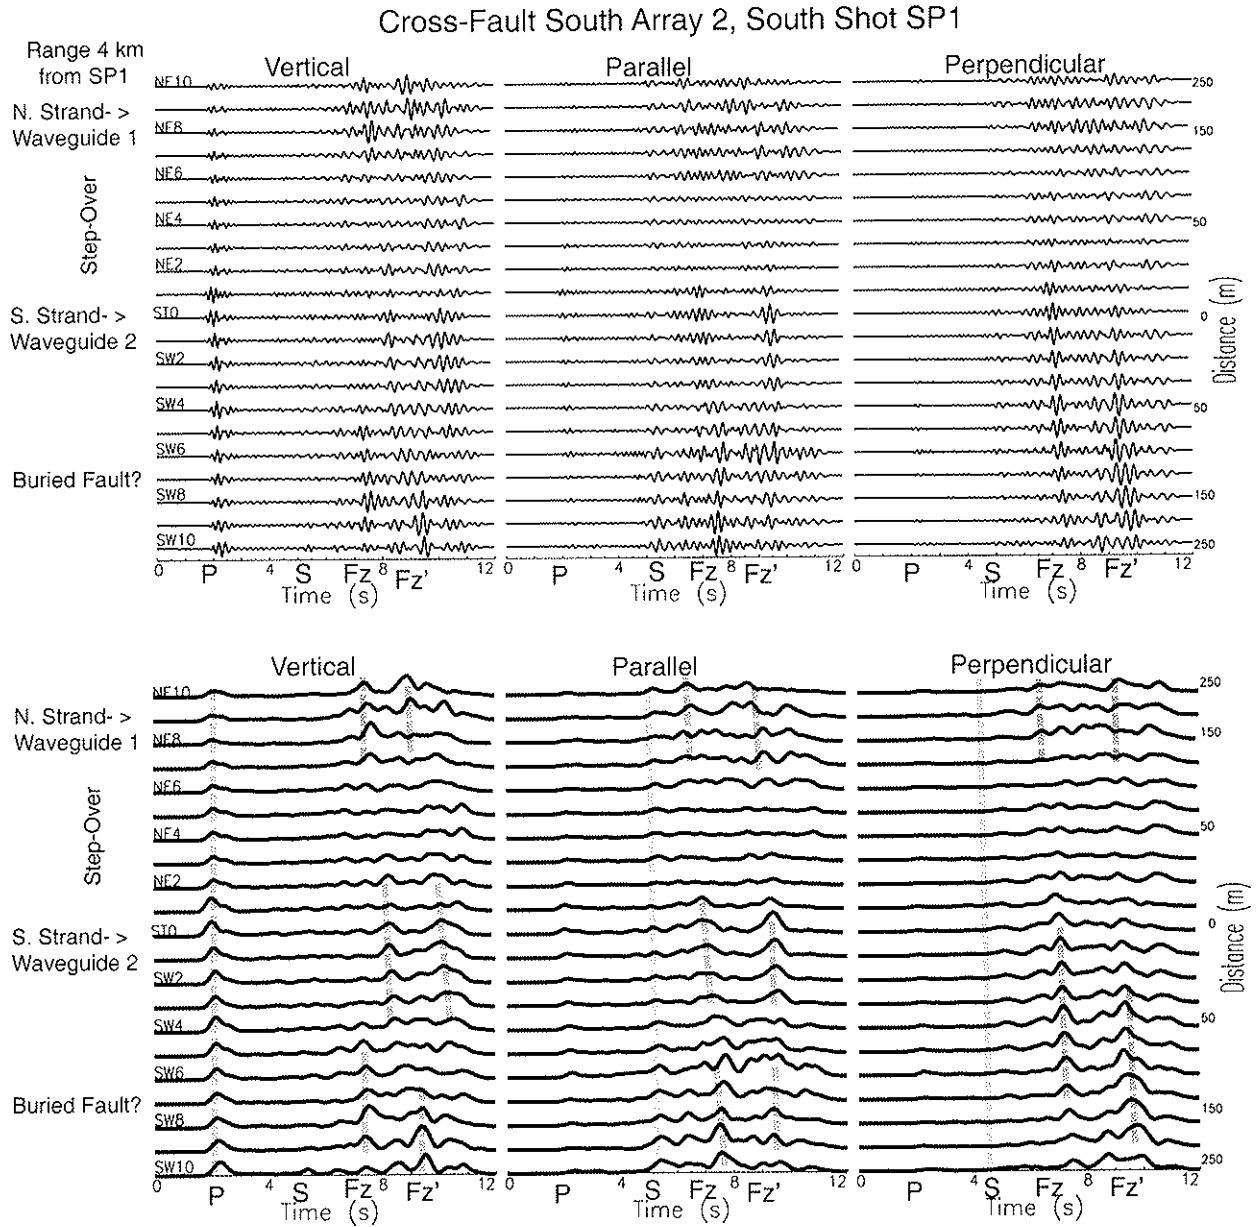 Cross-Fault South Array 2, South Shot SP1
Range 4 km
from SP1
Vertical
Parallel
Perpendicular
NE10
250
N. Strand- >
Waveguide 1
NE8
150
NE6
Step-Over
NE4
50
NE2
S. Strand- >
Waveguide 2
ST0
0
Distance (m)
SW2
SW4
50
SW6
Buried Fault?
SW8
150
SW10
250
0 P 4 S Fz 8 Fz' 12
Time (s)
0 P 4 S Fz 8 Fz' 12
Time (s)
0 P 4 S Fz 8 Fz' 12
Time (s)
Vertical
Parallel
Perpendicular
NE10
250
N. Strand- >
Waveguide 1
NE8
150
NE6
Step-Over
NE4
50
NE2
S. Strand- >
Waveguide 2
ST0
0
Distance (m)
SW2
SW4
50
SW6
Buried Fault?
SW8
150
SW10
250
0 P 4 S Fz 8 Fz' 12
Time (s)
0 P 4 S Fz 8 Fz' 12
Time (s)
0 P 4 S Fz 8 Fz' 12
Time (s)